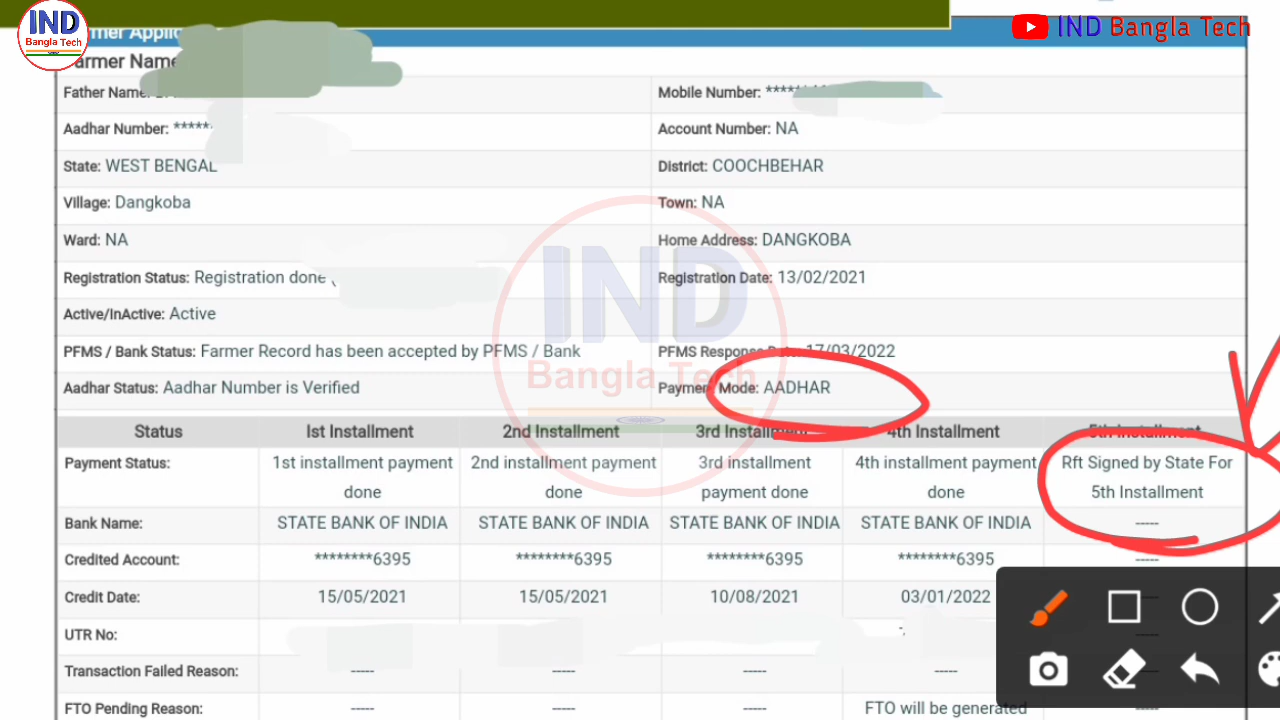 IND
Bangla Tech
IND Bangla Tech
Farmer Name
Father Name:
Mobile Number: ******
Aadhar Number: *****
Account Number: NA
State: WEST BENGAL
District: COOCHBEHAR
Village: Dangkoba
Town: NA
Ward: NA
Home Address: DANGKOBA
Registration Status: Registration done (
Registration Date: 13/02/2021
Active/InActive: Active
PFMS / Bank Status: Farmer Record has been accepted by PFMS / Bank
PFMS Response Date: 17/03/2022
Aadhar Status: Aadhar Number is Verified
Payment Mode: AADHAR
IND
Bangla Tech
Status Ist Installment 2nd Installment 3rd Installment 4th Installment 5th Installment
Payment Status: 1st installment payment done 2nd installment payment done 3rd installment payment done 4th installment payment done Rft Signed by State For 5th Installment
Bank Name: STATE BANK OF INDIA STATE BANK OF INDIA STATE BANK OF INDIA STATE BANK OF INDIA -----
Credited Account: ********6395 ********6395 ********6395 ********6395 -----
Credit Date: 15/05/2021 15/05/2021 10/08/2021 03/01/2022
UTR No: -----
Transaction Failed Reason: ----- ----- ----- -----
FTO Pending Reason: ----- ----- ----- FTO will be generated -----